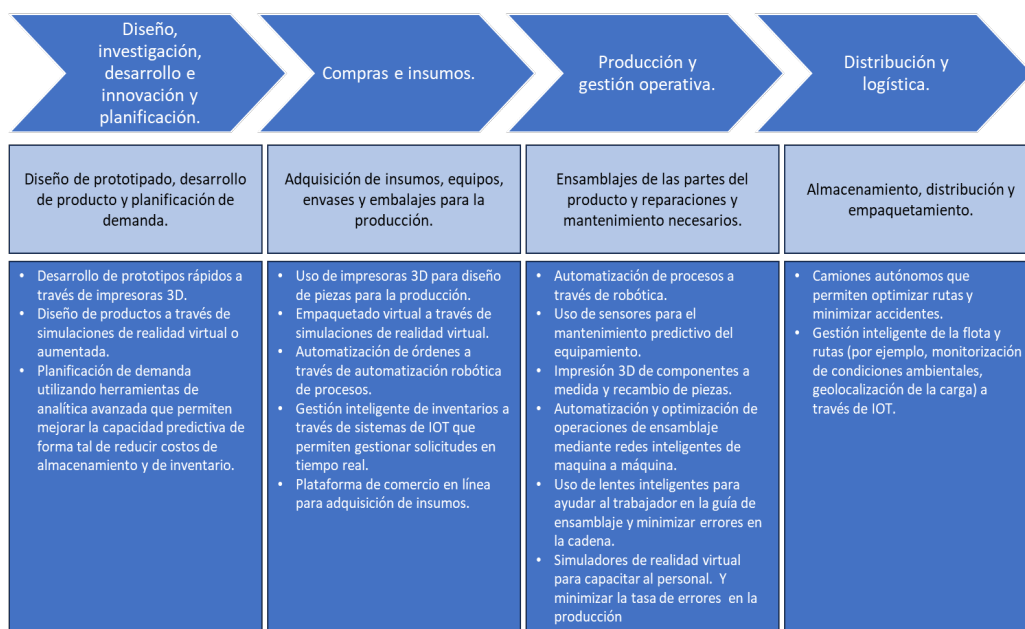 Diseño,
investigación,
desarrollo e
innovación y
planificación.
Compras e insumos.
Producción y
gestión operativa.
Distribución y
logística.
Diseño de prototipado, desarrollo
de producto y planificación de
demanda.
Adquisición de insumos, equipos,
envases y embalajes para la
producción.
Ensamblajes de las partes del
producto y reparaciones y
mantenimiento necesarios.
Almacenamiento, distribución y
empaquetamiento.
• Desarrollo de prototipos rápidos a
través de impresoras 3D.
• Diseño de productos a través de
simulaciones de realidad virtual o
aumentada.
• Planificación de demanda
utilizando herramientas de
analítica avanzada que permiten
mejorar la capacidad predictiva de
forma tal de reducir costos de
almacenamiento y de inventario.
• Uso de impresoras 3D para diseño
de piezas para la producción.
• Empaquetado virtual a través de
simulaciones de realidad virtual.
• Automatización de órdenes a
través de automatización robótica
de procesos.
• Gestión inteligente de inventarios a
través de sistemas de IOT que
permiten gestionar solicitudes en
tiempo real.
• Plataforma de comercio en línea
para adquisición de insumos.
• Automatización de procesos a
través de robótica.
• Uso de sensores para el
mantenimiento predictivo del
equipamiento.
• Impresión 3D de componentes a
medida y recambio de piezas.
• Automatización y optimización de
operaciones de ensamblaje
mediante redes inteligentes de
maquina a máquina.
• Uso de lentes inteligentes para
ayudar al trabajador en la guía de
ensamblaje y minimizar errores en
la cadena.
• Simuladores de realidad virtual
para capacitar al personal. Y
minimizar la tasa de errores en la
producción
• Camiones autónomos que
permiten optimizar rutas y
minimizar accidentes.
• Gestión inteligente de la flota y
rutas (por ejemplo, monitorización
de condiciones ambientales,
geolocalización de la carga) a
través de IOT.